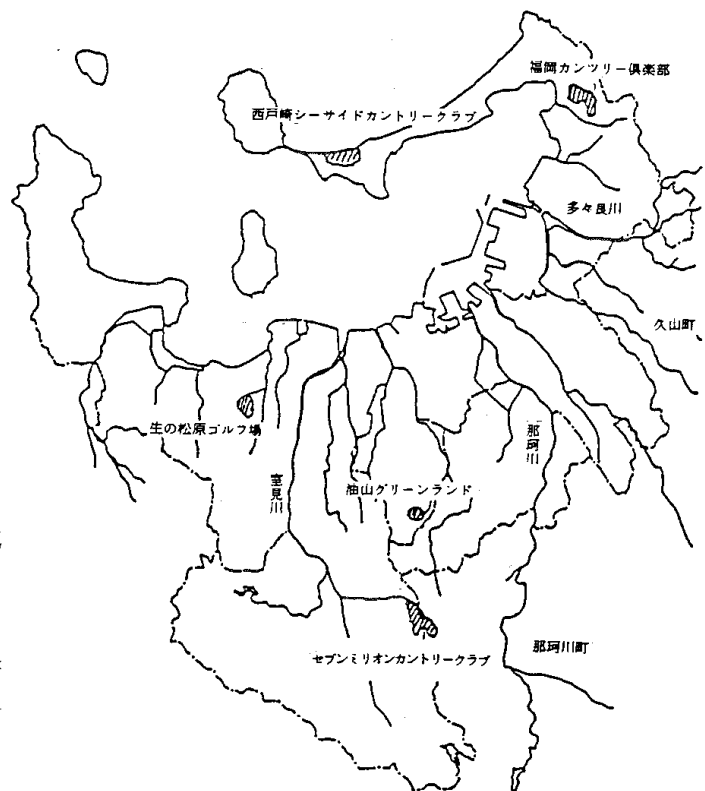 福岡カンツリー倶楽部
西戸崎シーサイドカントリークラブ
多々良川
久山町
生の松原ゴルフ場
那珂川
室見川
油山グリーンランド
セブンミリオンカントリークラブ
那珂川町